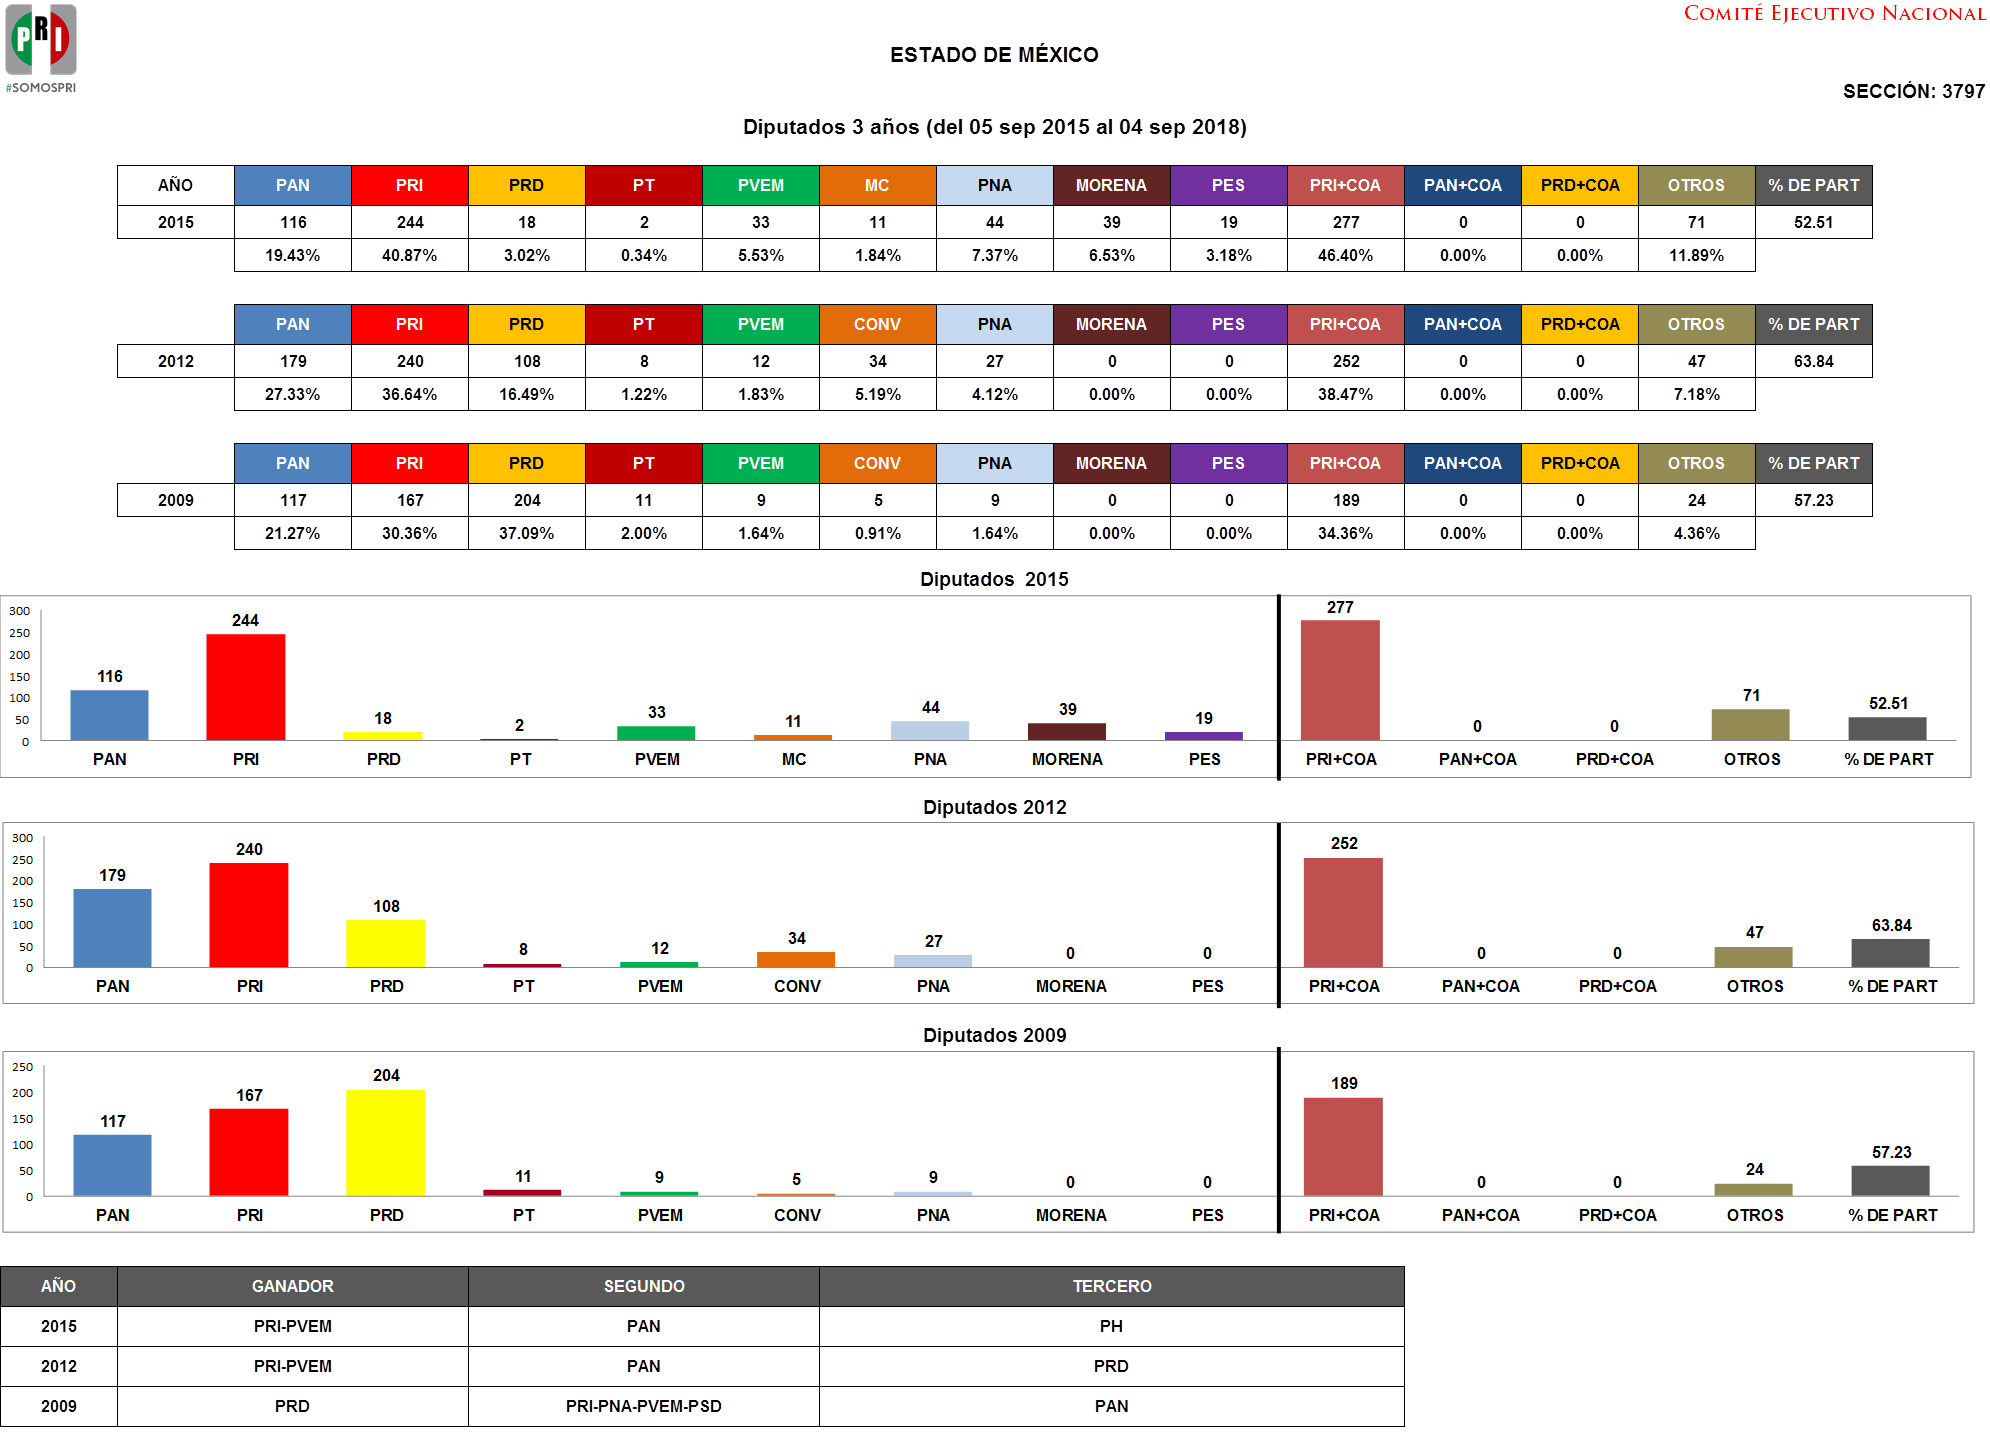 PRI
#SOMOSPRI
COMITÉ EJECUTIVO NACIONAL
ESTADO DE MÉXICO
SECCIÓN: 3797
Diputados 3 años (del 05 sep 2015 al 04 sep 2018)
AÑO PAN PRI PRD PT PVEM MC PNA MORENA PES PRI+COA PAN+COA PRD+COA OTROS % DE PART
2015 116 244 18 2 33 11 44 39 19 277 0 0 71 52.51
19.43% 40.87% 3.02% 0.34% 5.53% 1.84% 7.37% 6.53% 3.18% 46.40% 0.00% 0.00% 11.89%
PAN PRI PRD PT PVEM CONV PNA MORENA PES PRI+COA PAN+COA PRD+COA OTROS % DE PART
2012 179 240 108 8 12 34 27 0 0 252 0 0 47 63.84
27.33% 36.64% 16.49% 1.22% 1.83% 5.19% 4.12% 0.00% 0.00% 38.47% 0.00% 0.00% 7.18%
PAN PRI PRD PT PVEM CONV PNA MORENA PES PRI+COA PAN+COA PRD+COA OTROS % DE PART
2009 117 167 204 11 9 5 9 0 0 189 0 0 24 57.23
21.27% 30.36% 37.09% 2.00% 1.64% 0.91% 1.64% 0.00% 0.00% 34.36% 0.00% 0.00% 4.36%
Diputados 2015
300
250
200
150
100
50
0
116 244 18 2 33 11 44 39 19 277 0 0 71 52.51
PAN PRI PRD PT PVEM MC PNA MORENA PES PRI+COA PAN+COA PRD+COA OTROS % DE PART
Diputados 2012
300
250
200
150
100
50
0
179 240 108 8 12 34 27 0 0 252 0 0 47 63.84
PAN PRI PRD PT PVEM CONV PNA MORENA PES PRI+COA PAN+COA PRD+COA OTROS % DE PART
Diputados 2009
250
200
150
100
50
0
117 167 204 11 9 5 9 0 0 189 0 0 24 57.23
PAN PRI PRD PT PVEM CONV PNA MORENA PES PRI+COA PAN+COA PRD+COA OTROS % DE PART
AÑO GANADOR SEGUNDO TERCERO
2015 PRI-PVEM PAN PH
2012 PRI-PVEM PAN PRD
2009 PRD PRI-PNA-PVEM-PSD PAN